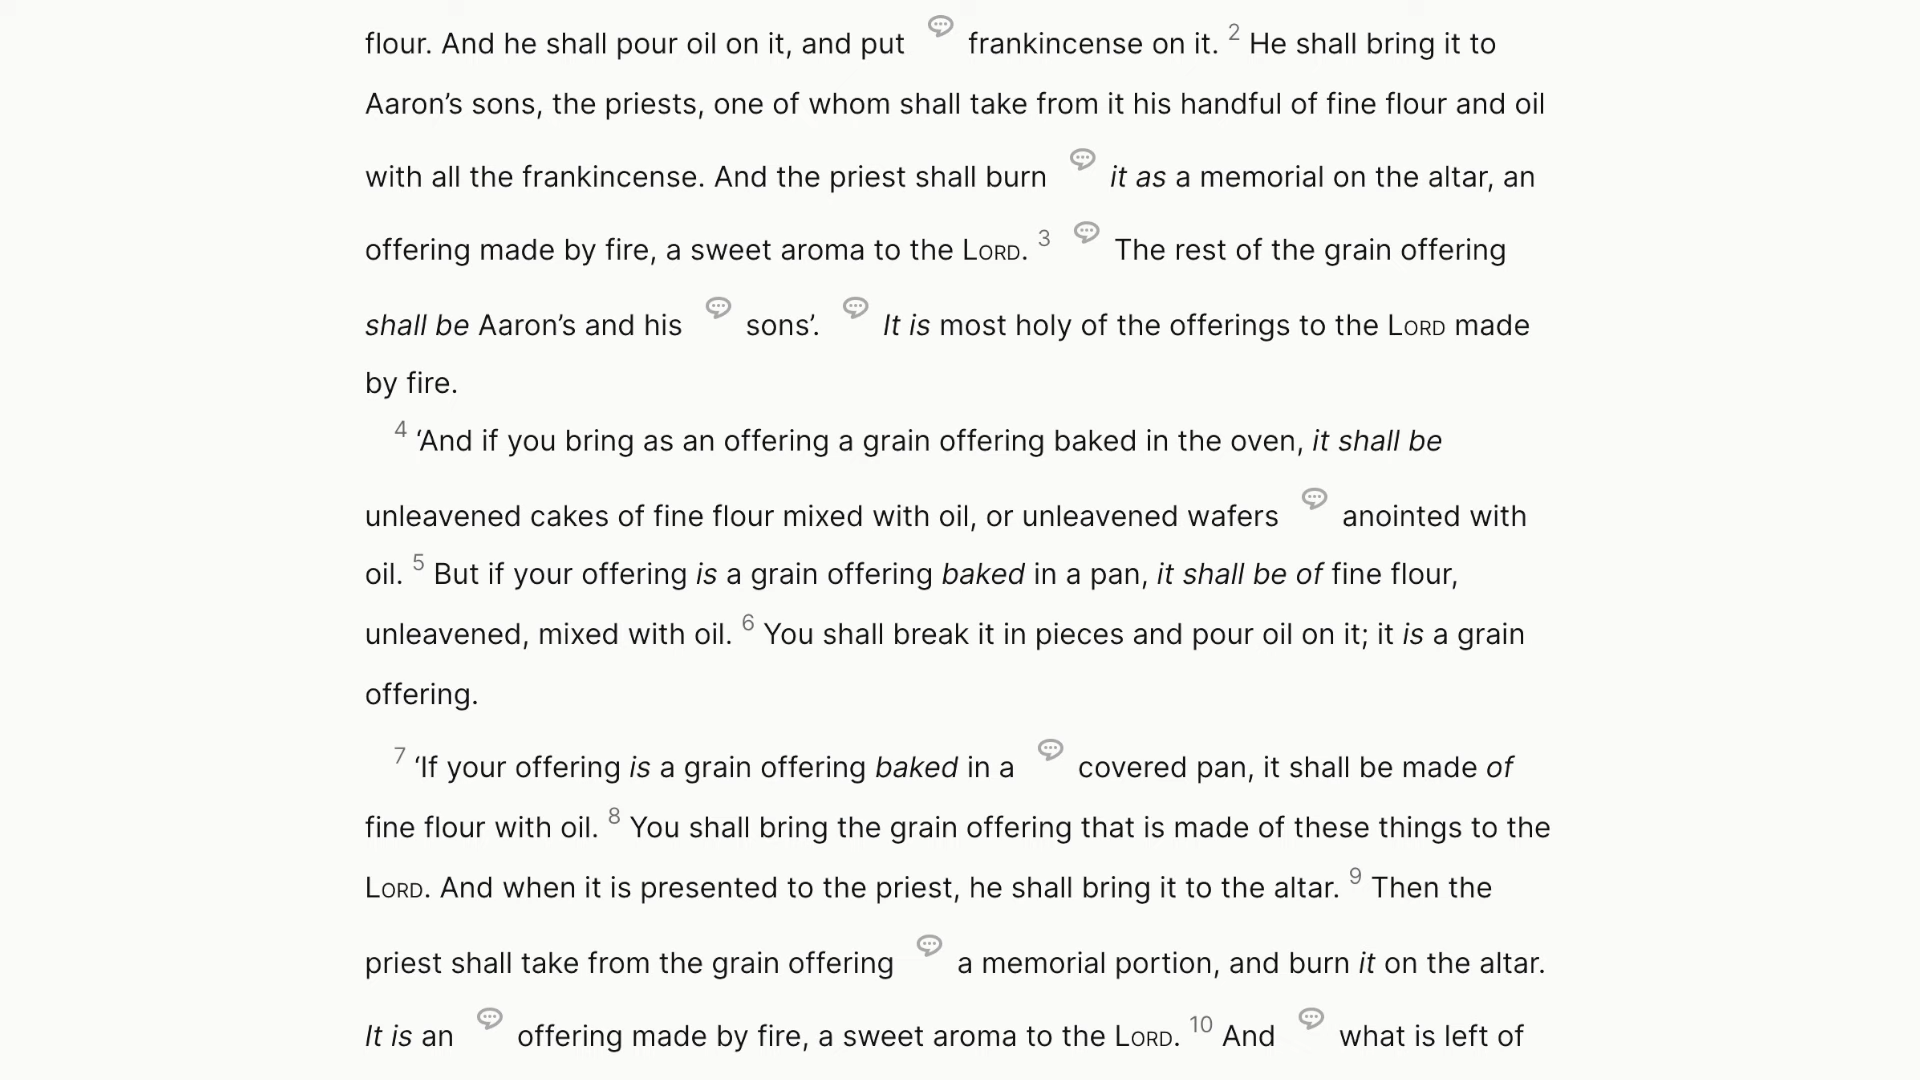 flour. And he shall pour oil on it, and put frankincense on it. 2 He shall bring it to
Aaron’s sons, the priests, one of whom shall take from it his handful of fine flour and oil
with all the frankincense. And the priest shall burn it as a memorial on the altar, an
offering made by fire, a sweet aroma to the LORD. 3 The rest of the grain offering
shall be Aaron’s and his sons’. It is most holy of the offerings to the LORD made
by fire.
4 ‘And if you bring as an offering a grain offering baked in the oven, it shall be
unleavened cakes of fine flour mixed with oil, or unleavened wafers anointed with
oil. 5 But if your offering is a grain offering baked in a pan, it shall be of fine flour,
unleavened, mixed with oil. 6 You shall break it in pieces and pour oil on it; it is a grain
offering.
7 ‘If your offering is a grain offering baked in a covered pan, it shall be made of
fine flour with oil. 8 You shall bring the grain offering that is made of these things to the
LORD. And when it is presented to the priest, he shall bring it to the altar. 9 Then the
priest shall take from the grain offering a memorial portion, and burn it on the altar.
It is an offering made by fire, a sweet aroma to the LORD. 10 And what is left of